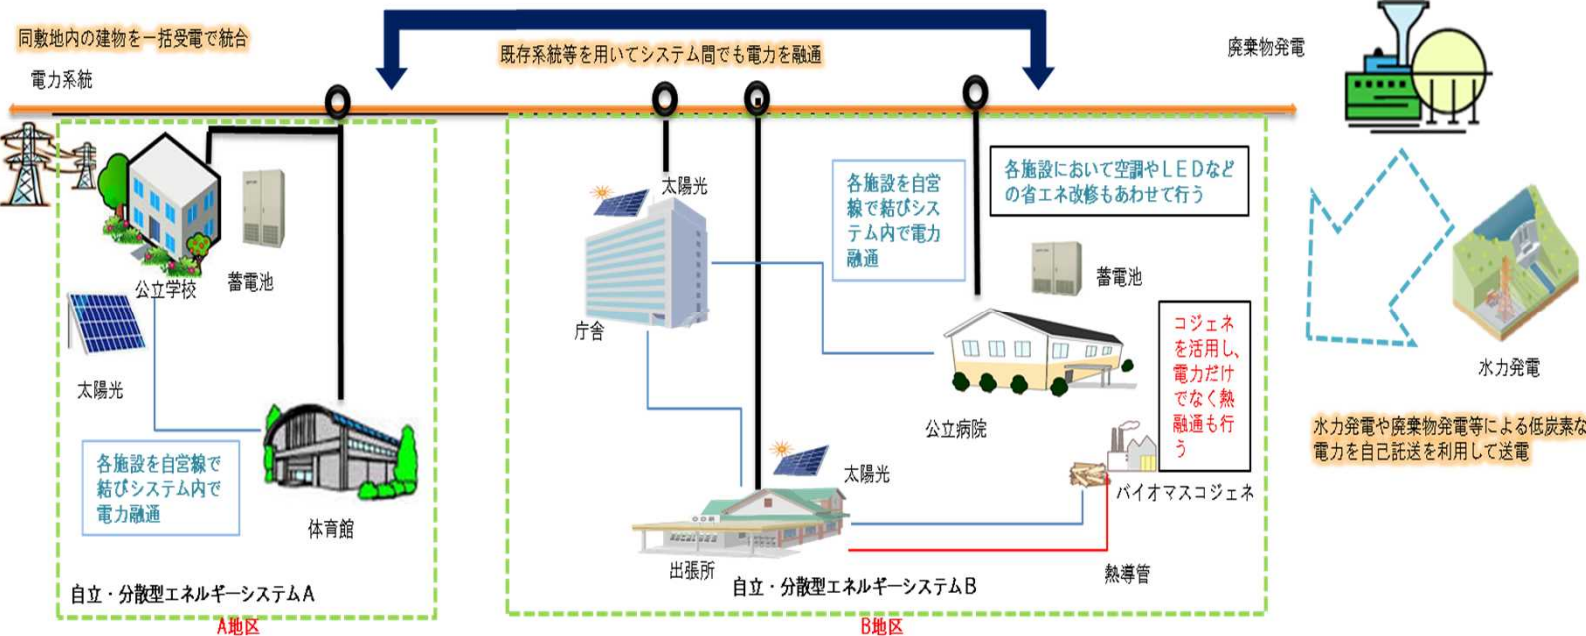 同敷地内の建物を一括受電で統合
電力系統
既存系統等を用いてシステム間でも電力を融通
廃棄物発電
公立学校
蓄電池
太陽光
各施設を自営線で
結びシステム内で
電力融通
体育館
自立・分散型エネルギーシステムA
A地区
太陽光
庁舎
各施設を自営
線で結びシス
テム内で電力
融通
各施設において空調やLEDなど
の省エネ改修もあわせて行う
蓄電池
公立病院
コジェネ
を活用し、
電力だけ
でなく熱
融通も行
う
太陽光
バイオマスコジェネ
出張所
熱導管
自立・分散型エネルギーシステムB
B地区
水力発電
水力発電や廃棄物発電等による低炭素な
電力を自己託送を利用して送電